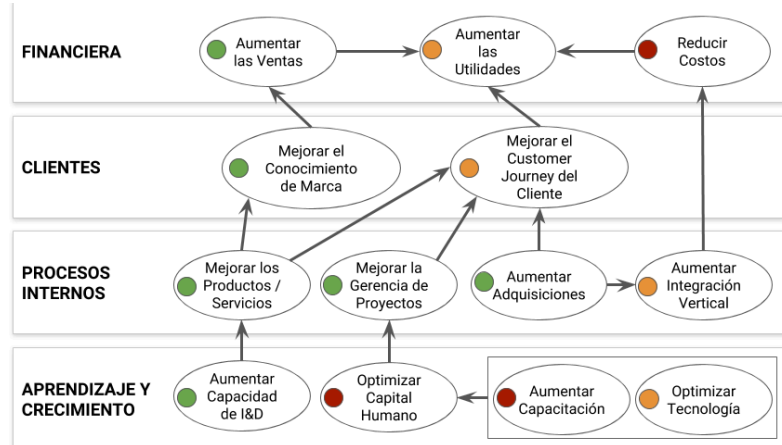 FINANCIERA
Aumentar
las Ventas
Aumentar
las
Utilidades
Reducir
Costos
CLIENTES
Mejorar el
Conocimiento
de Marca
Mejorar el
Customer
Journey del
Cliente
PROCESOS
INTERNOS
Mejorar los
Productos /
Servicios
Mejorar la
Gerencia de
Proyectos
Aumentar
Adquisiciones
Aumentar
Integración
Vertical
APRENDIZAJE Y
CRECIMIENTO
Aumentar
Capacidad
de I&D
Optimizar
Capital
Humano
Aumentar
Capacitación
Optimizar
Tecnología